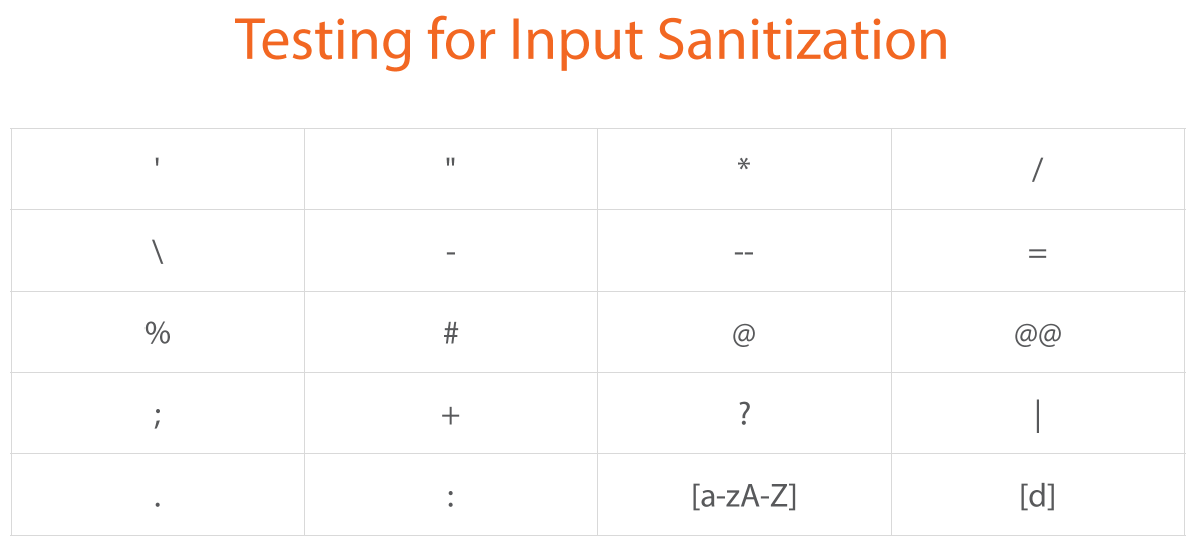 Testing for Input Sanitization
' " * /
\ - -- =
% # @ @@
; + ? |
. : [a-zA-Z] [d]